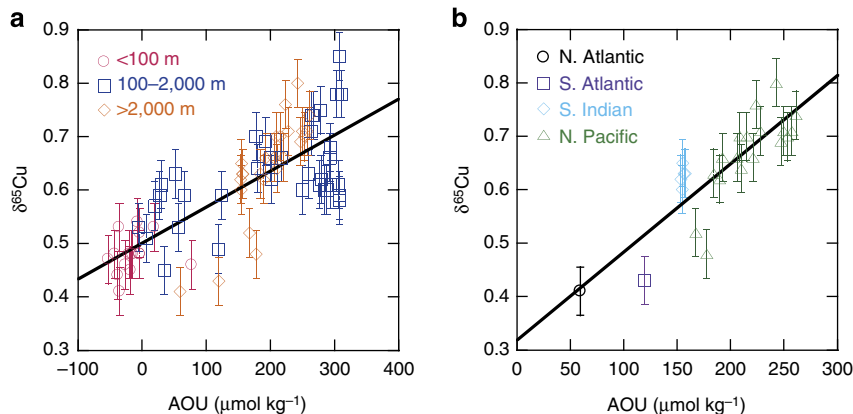 a
0.9
0.8
0.7
0.6
0.5
0.4
0.3
δ⁶⁵Cu
<100 m
100–2,000 m
>2,000 m
–100 0 100 200 300 400
AOU (μmol kg⁻¹)
b
0.9
0.8
0.7
0.6
0.5
0.4
0.3
δ⁶⁵Cu
N. Atlantic
S. Atlantic
S. Indian
N. Pacific
0 50 100 150 200 250 300
AOU (μmol kg⁻¹)